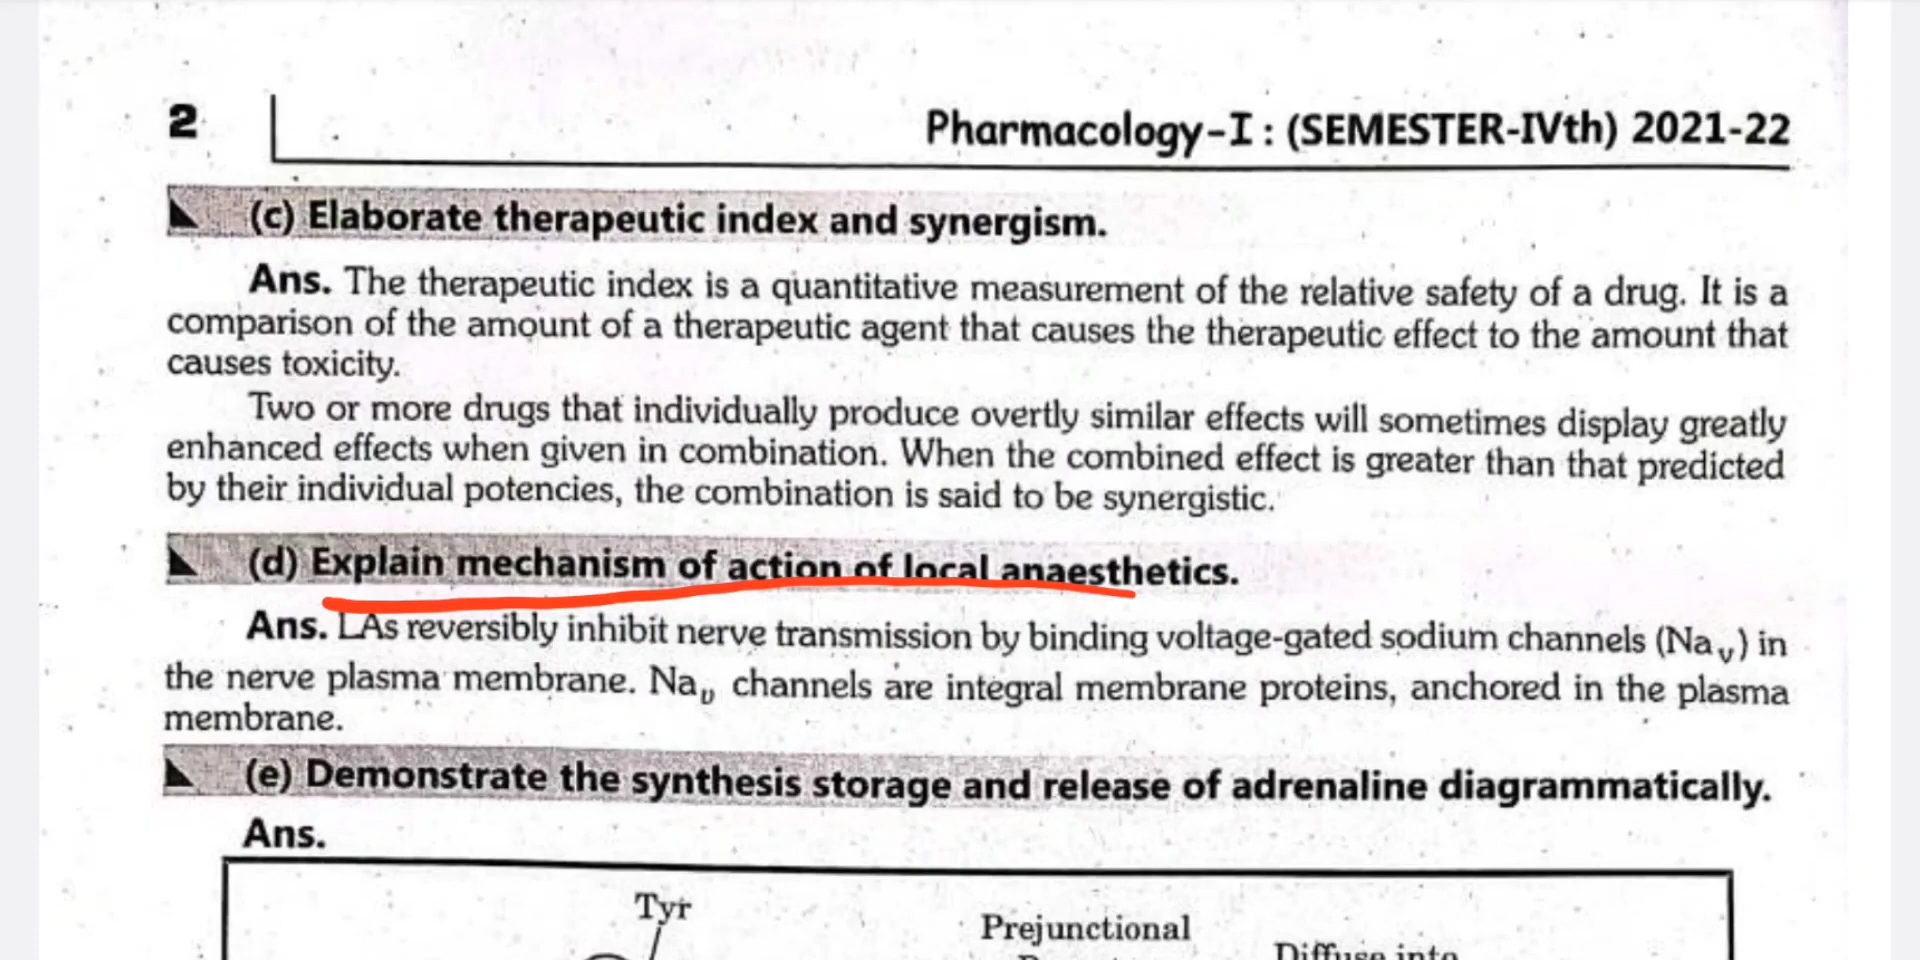 2
Pharmacology-I : (SEMESTER-IVth) 2021-22
(c) Elaborate therapeutic index and synergism.
Ans. The therapeutic index is a quantitative measurement of the relative safety of a drug. It is a
comparison of the amount of a therapeutic agent that causes the therapeutic effect to the amount that
causes toxicity.
Two or more drugs that individually produce overtly similar effects will sometimes display greatly
enhanced effects when given in combination. When the combined effect is greater than that predicted
by their individual potencies, the combination is said to be synergistic.
(d) Explain mechanism of action of local anaesthetics.
Ans. LAs reversibly inhibit nerve transmission by binding voltage-gated sodium channels (Naᵥ) in
the nerve plasma membrane. Naᵥ channels are integral membrane proteins, anchored in the plasma
membrane.
(e) Demonstrate the synthesis storage and release of adrenaline diagrammatically.
Ans.
Tyr
Prejunctional
Diffuse into